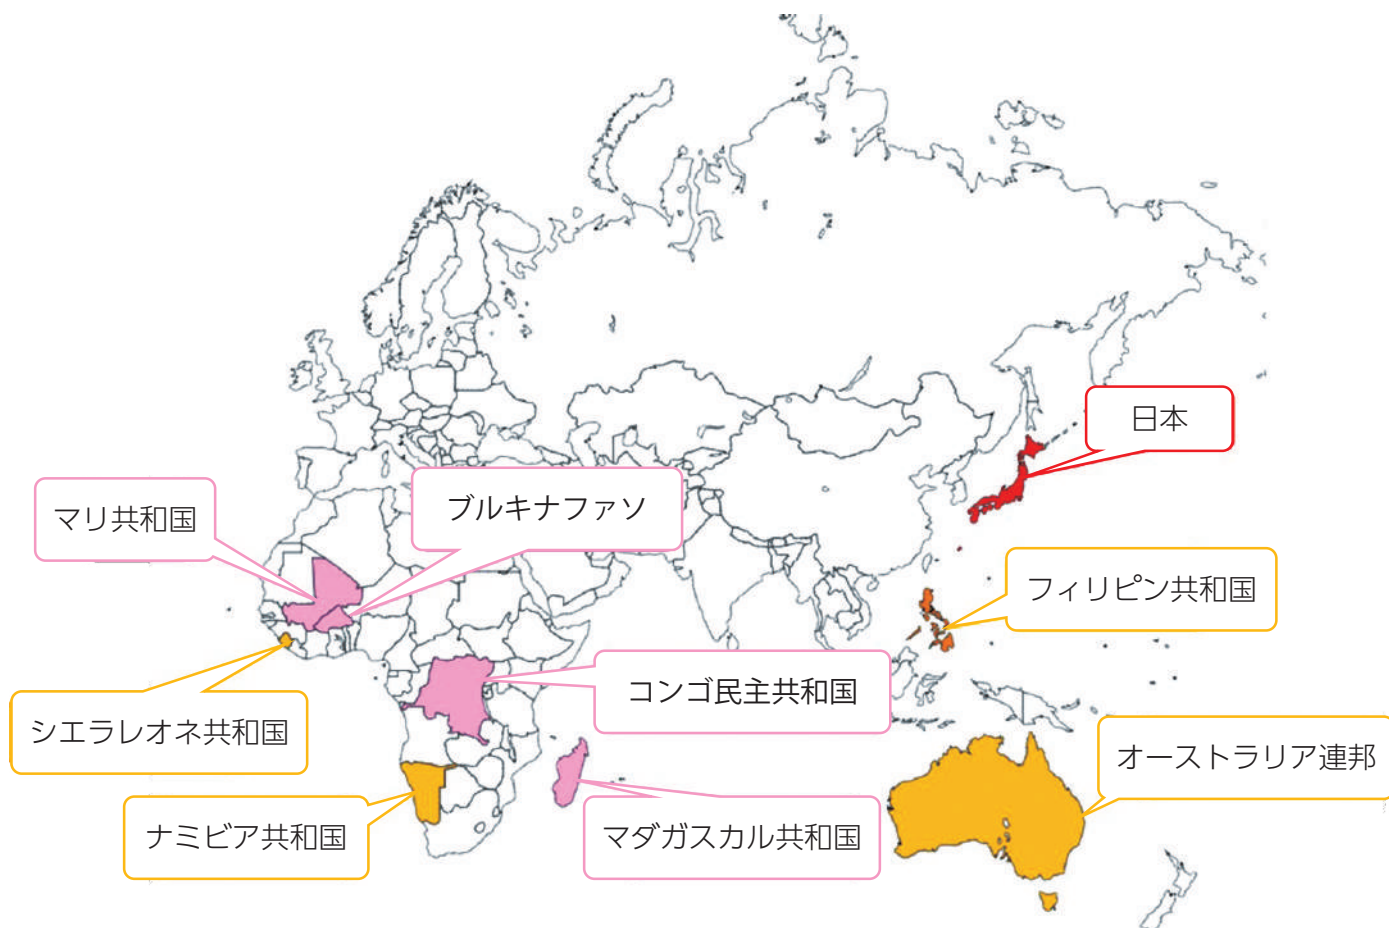 日本
マリ共和国
ブルキナファソ
フィリピン共和国
コンゴ民主共和国
シエラレオネ共和国
オーストラリア連邦
ナミビア共和国
マダガスカル共和国